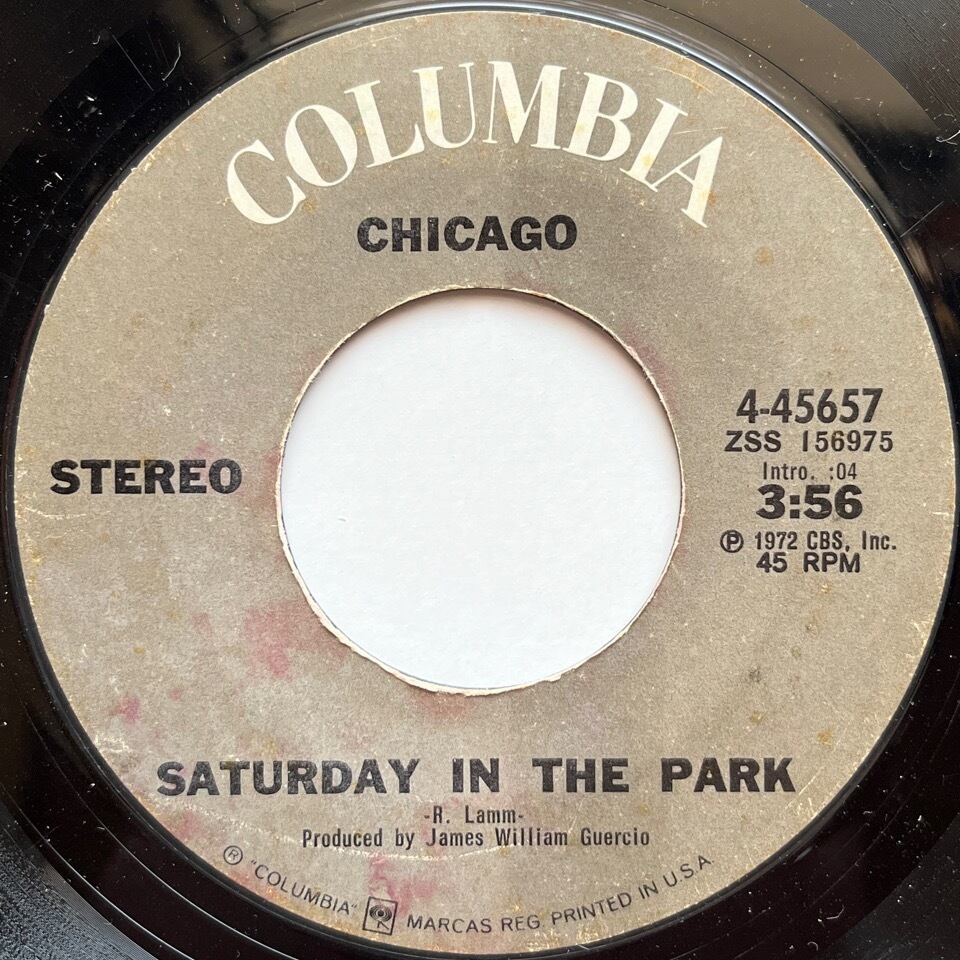 COLUMBIA
CHICAGO
STEREO
4-45657
ZSS 156975
Intro. :04
3:56
Ⓟ 1972 CBS, Inc.
45 RPM
SATURDAY IN THE PARK
-R. Lamm-
Produced by James William Guercio
® "COLUMBIA" MARCAS REG. PRINTED IN U.S.A.